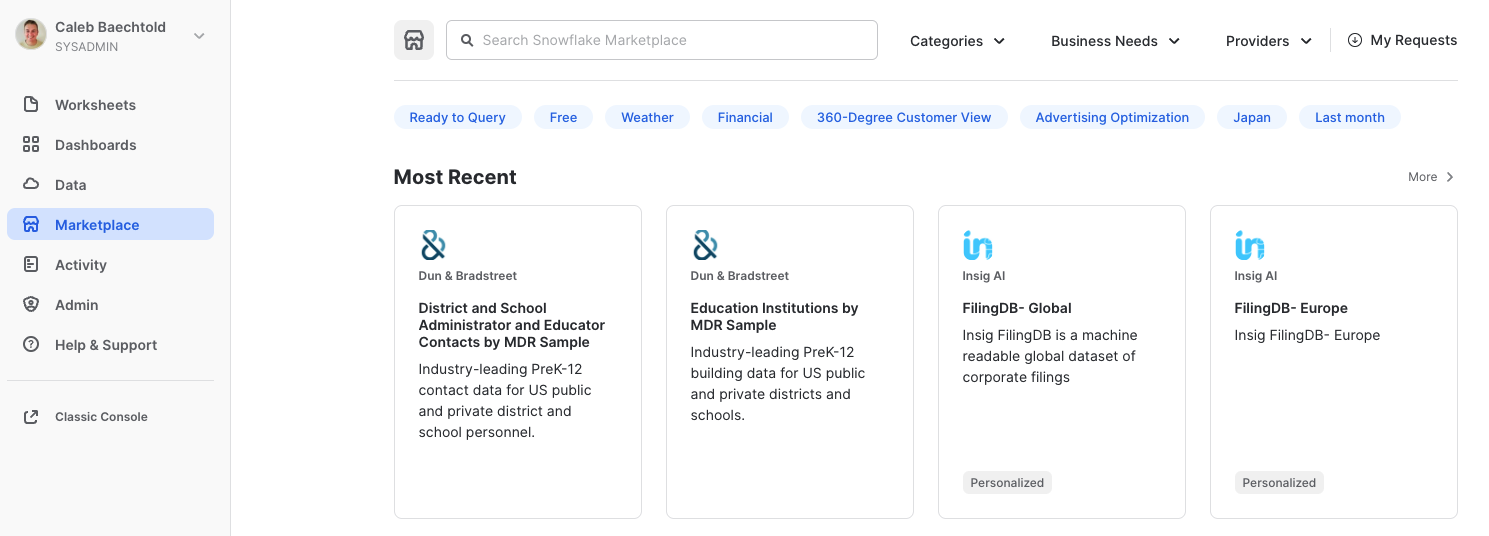 Caleb Baechtold
SYSADMIN
Worksheets
Dashboards
Data
Marketplace
Activity
Admin
Help & Support
Classic Console
Search Snowflake Marketplace
Categories
Business Needs
Providers
My Requests
Ready to Query
Free
Weather
Financial
360-Degree Customer View
Advertising Optimization
Japan
Last month
Most Recent
More
&
Dun & Bradstreet
District and School
Administrator and Educator
Contacts by MDR Sample
Industry-leading PreK-12
contact data for US public
and private district and
school personnel.
&
Dun & Bradstreet
Education Institutions by
MDR Sample
Industry-leading PreK-12
building data for US public
and private districts and
schools.
in
Insig AI
FilingDB- Global
Insig FilingDB is a machine
readable global dataset of
corporate filings
Personalized
in
Insig AI
FilingDB- Europe
Insig FilingDB- Europe
Personalized